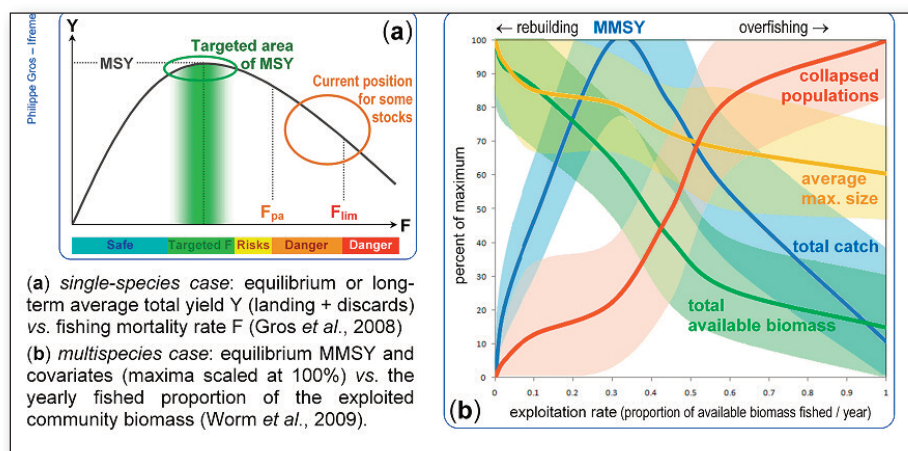 Philippe Gros – Ifreme
Y
(a)
MSY
Targeted area
of MSY
Current position
for some
stocks
Fpa
Flim
F
Safe
Targeted F
Risks
Danger
Danger
(a) single-species case: equilibrium or long-
term average total yield Y (landing + discards)
vs. fishing mortality rate F (Gros et al., 2008)
(b) multispecies case: equilibrium MMSY and
covariates (maxima scaled at 100%) vs. the
yearly fished proportion of the exploited
community biomass (Worm et al., 2009).
← rebuilding
MMSY
overfishing →
percent of maximum
100
90
80
70
60
50
40
30
20
10
0
collapsed
populations
average
max. size
total catch
total
available biomass
0
0.1
0.2
0.3
0.4
0.5
0.6
0.7
0.8
0.9
1
(b)
exploitation rate (proportion of available biomass fished / year)